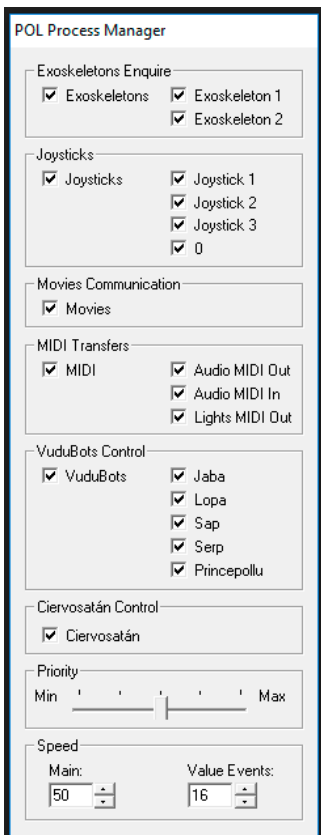 POL Process Manager
Exoskeletons Enquire
Exoskeletons Exoskeleton 1
Exoskeleton 2
Joysticks
Joysticks Joystick 1
Joystick 2
Joystick 3
0
Movies Communication
Movies
MIDI Transfers
MIDI Audio MIDI Out
Audio MIDI In
Lights MIDI Out
VuduBots Control
VuduBots Jaba
Lopa
Sap
Serp
Princepollu
Ciervosatán Control
Ciervosatán
Priority
Min Max
Speed
Main: Value Events:
50 16